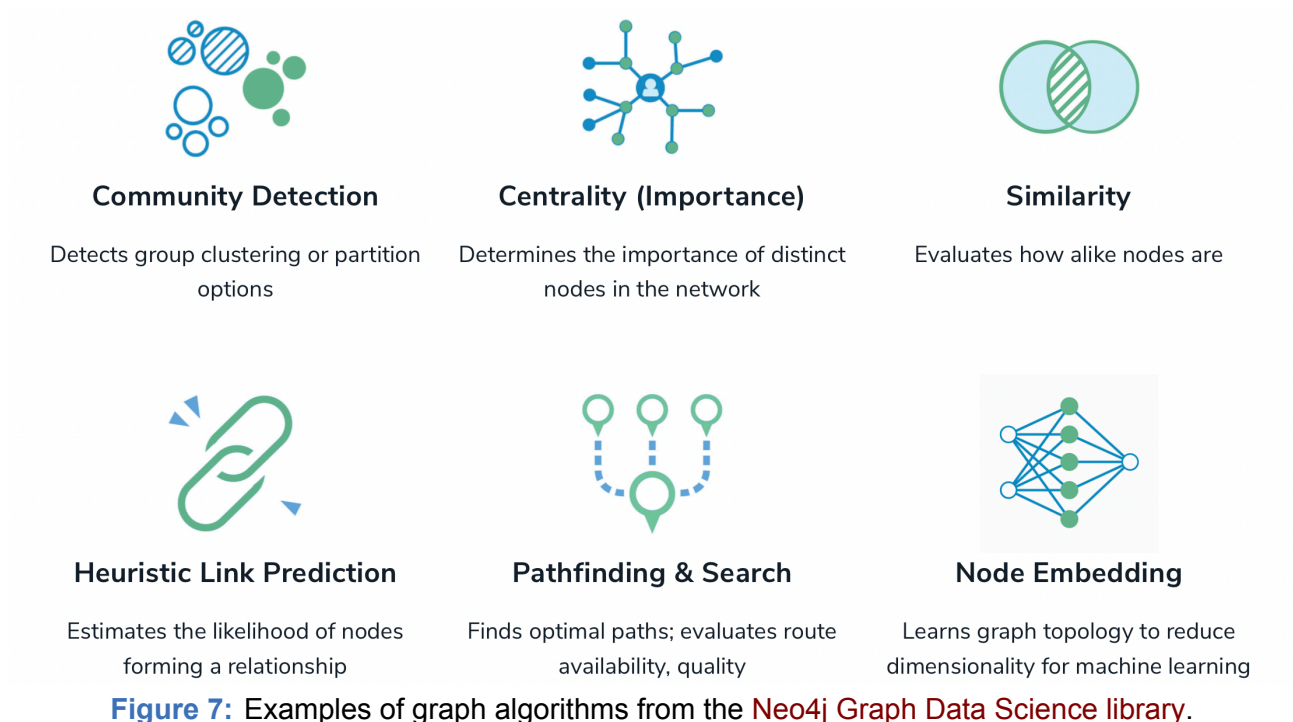 Community Detection
Detects group clustering or partition
options
Centrality (Importance)
Determines the importance of distinct
nodes in the network
Similarity
Evaluates how alike nodes are
Heuristic Link Prediction
Estimates the likelihood of nodes
forming a relationship
Pathfinding & Search
Finds optimal paths; evaluates route
availability, quality
Node Embedding
Learns graph topology to reduce
dimensionality for machine learning
Figure 7: Examples of graph algorithms from the Neo4j Graph Data Science library.